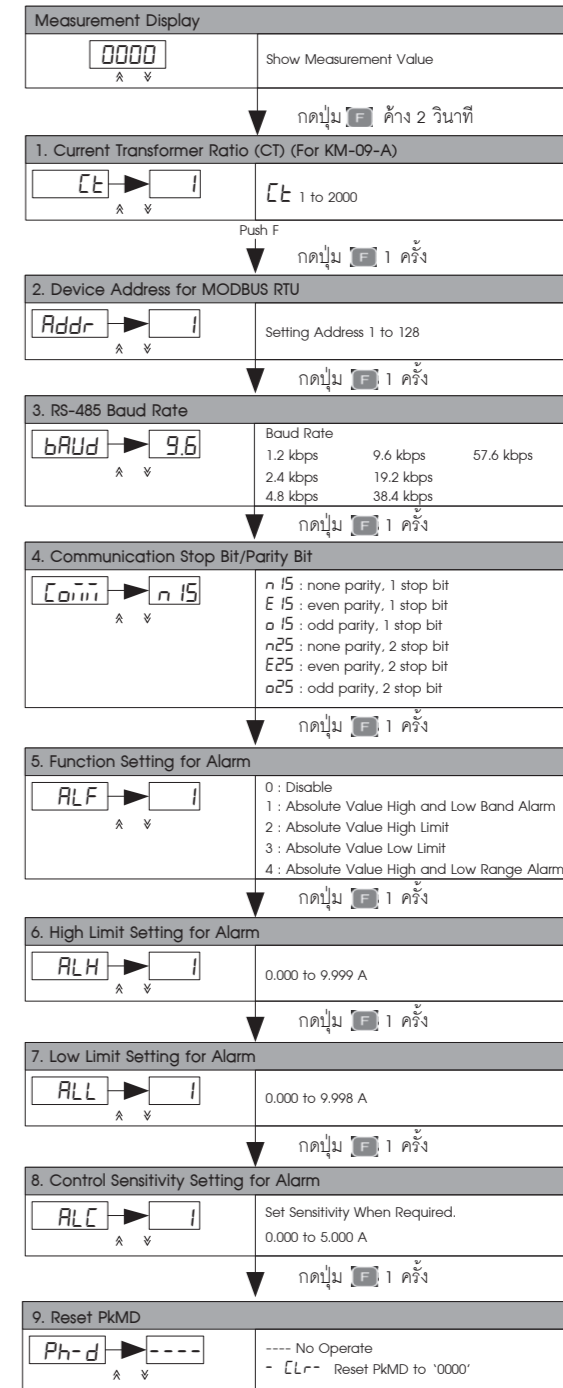 Measurement Display
0000
Show Measurement Value
กดปุ่ม F ค้าง 2 วินาที
1. Current Transformer Ratio (CT) (For KM-09-A)
Ct 1
Ct 1 to 2000
Push F
กดปุ่ม F 1 ครั้ง
2. Device Address for MODBUS RTU
Addr 1
Setting Address 1 to 128
กดปุ่ม F 1 ครั้ง
3. RS-485 Baud Rate
bAUd 9.6
Baud Rate
1.2 kbps 9.6 kbps 57.6 kbps
2.4 kbps 19.2 kbps
4.8 kbps 38.4 kbps
กดปุ่ม F 1 ครั้ง
4. Communication Stop Bit/Parity Bit
Comm n 1S
n 1S : none parity, 1 stop bit
E 1S : even parity, 1 stop bit
o 1S : odd parity, 1 stop bit
n2S : none parity, 2 stop bit
E2S : even parity, 2 stop bit
o2S : odd parity, 2 stop bit
กดปุ่ม F 1 ครั้ง
5. Function Setting for Alarm
ALF 1
0 : Disable
1 : Absolute Value High and Low Band Alarm
2 : Absolute Value High Limit
3 : Absolute Value Low Limit
4 : Absolute Value High and Low Range Alarm
กดปุ่ม F 1 ครั้ง
6. High Limit Setting for Alarm
ALH 1
0.000 to 9.999 A
กดปุ่ม F 1 ครั้ง
7. Low Limit Setting for Alarm
ALL 1
0.000 to 9.998 A
กดปุ่ม F 1 ครั้ง
8. Control Sensitivity Setting for Alarm
ALC 1
Set Sensitivity When Required.
0.000 to 5.000 A
กดปุ่ม F 1 ครั้ง
9. Reset PkMD
Ph-d ----
---- No Operate
- CLr- Reset PkMD to ‘0000’